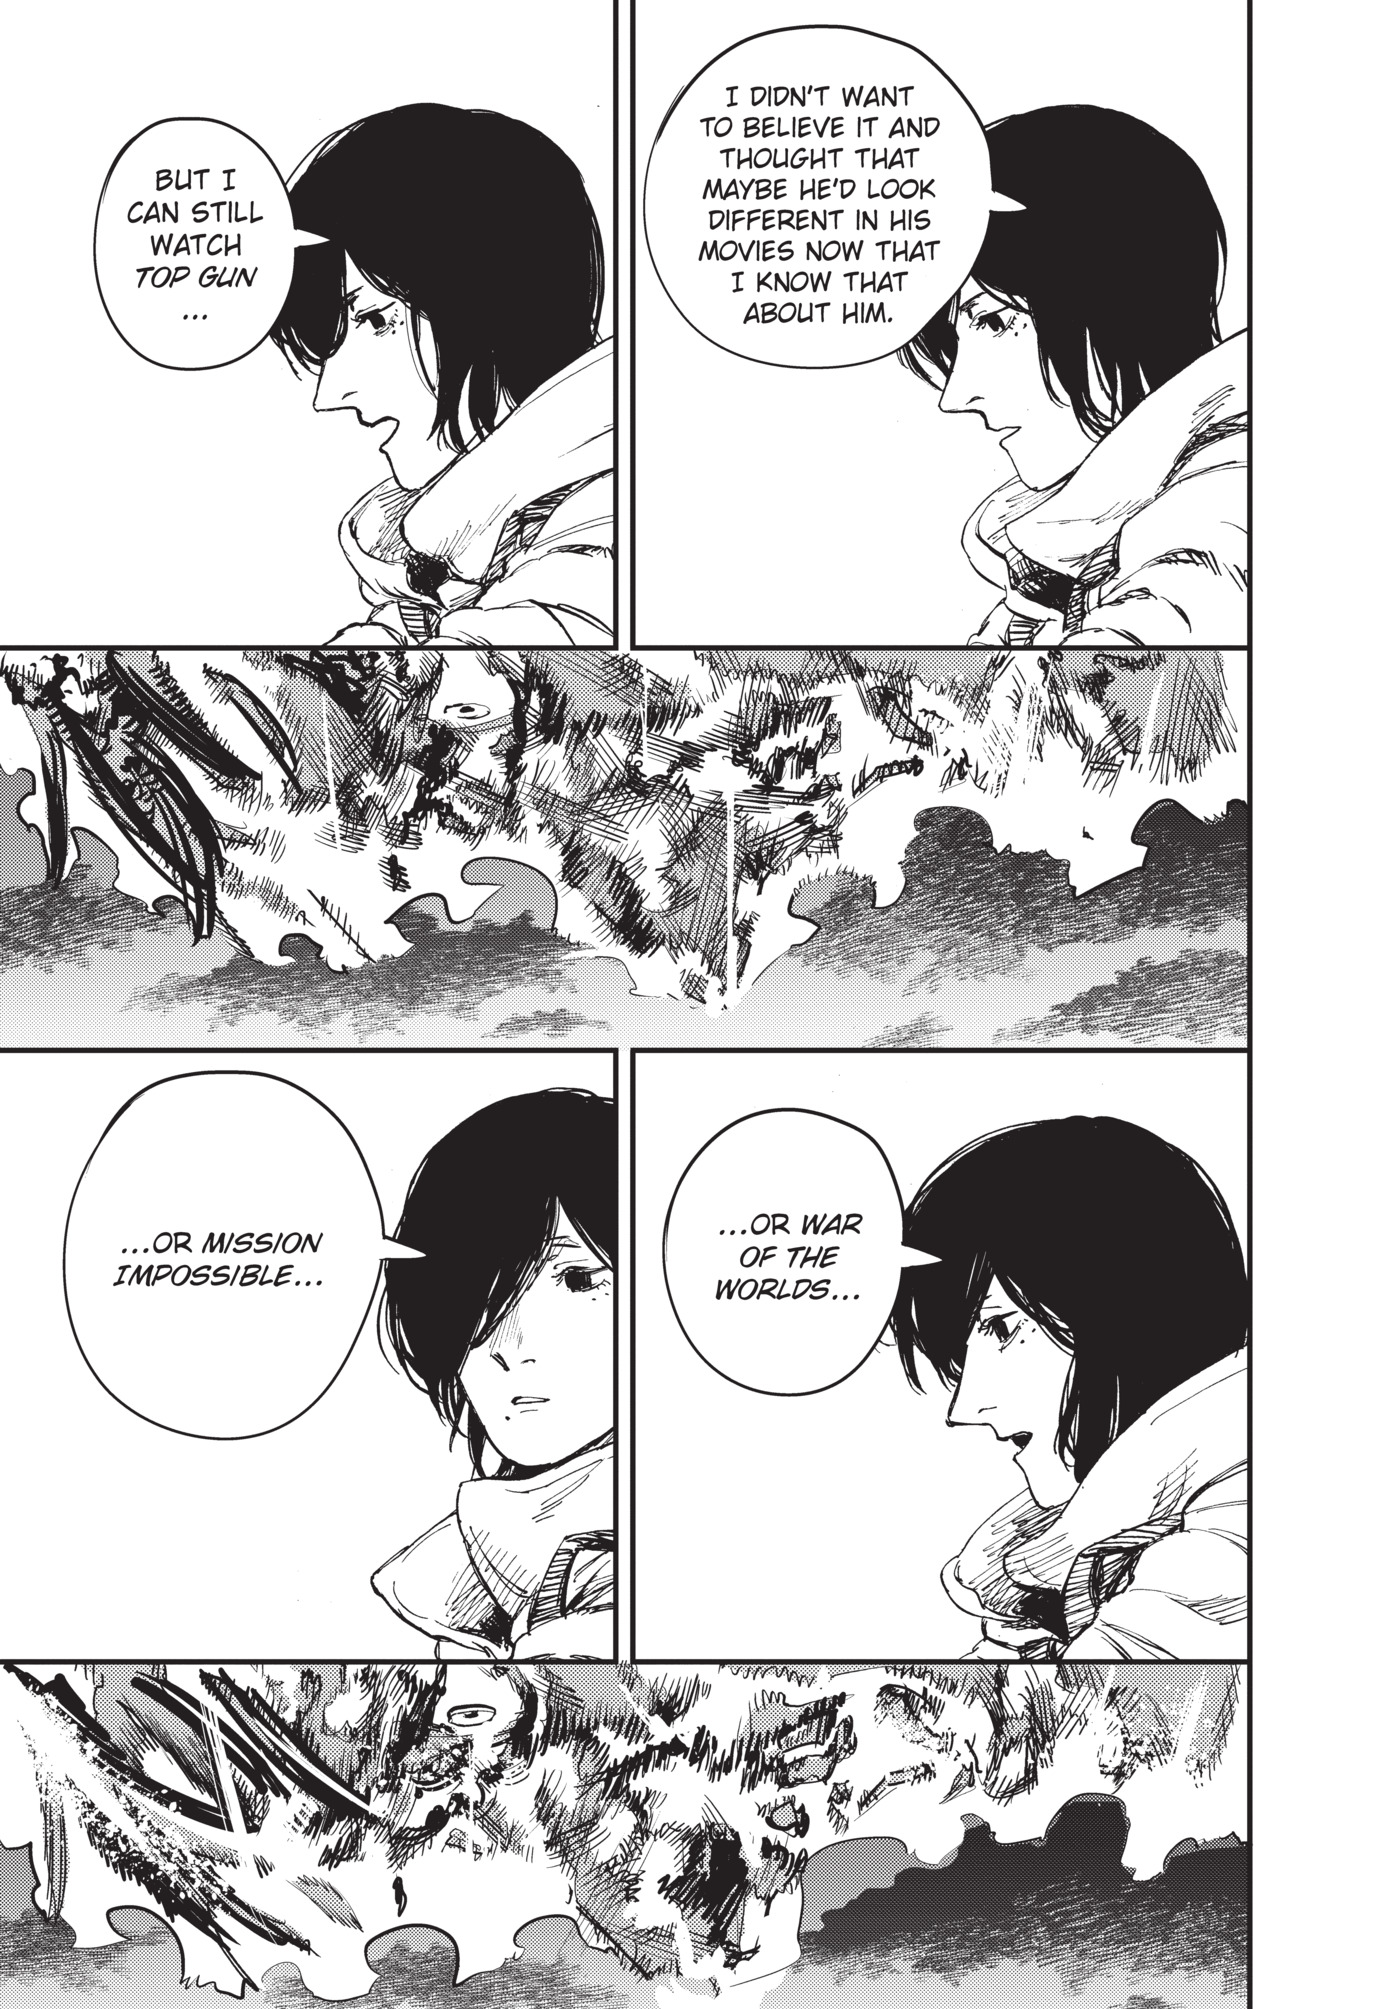 I DIDN'T WANT
TO BELIEVE IT AND
THOUGHT THAT
MAYBE HE'D LOOK
DIFFERENT IN HIS
MOVIES NOW THAT
I KNOW THAT
ABOUT HIM.
BUT I
CAN STILL
WATCH
TOP GUN
...
...OR WAR
OF THE
WORLDS...
...OR MISSION
IMPOSSIBLE...